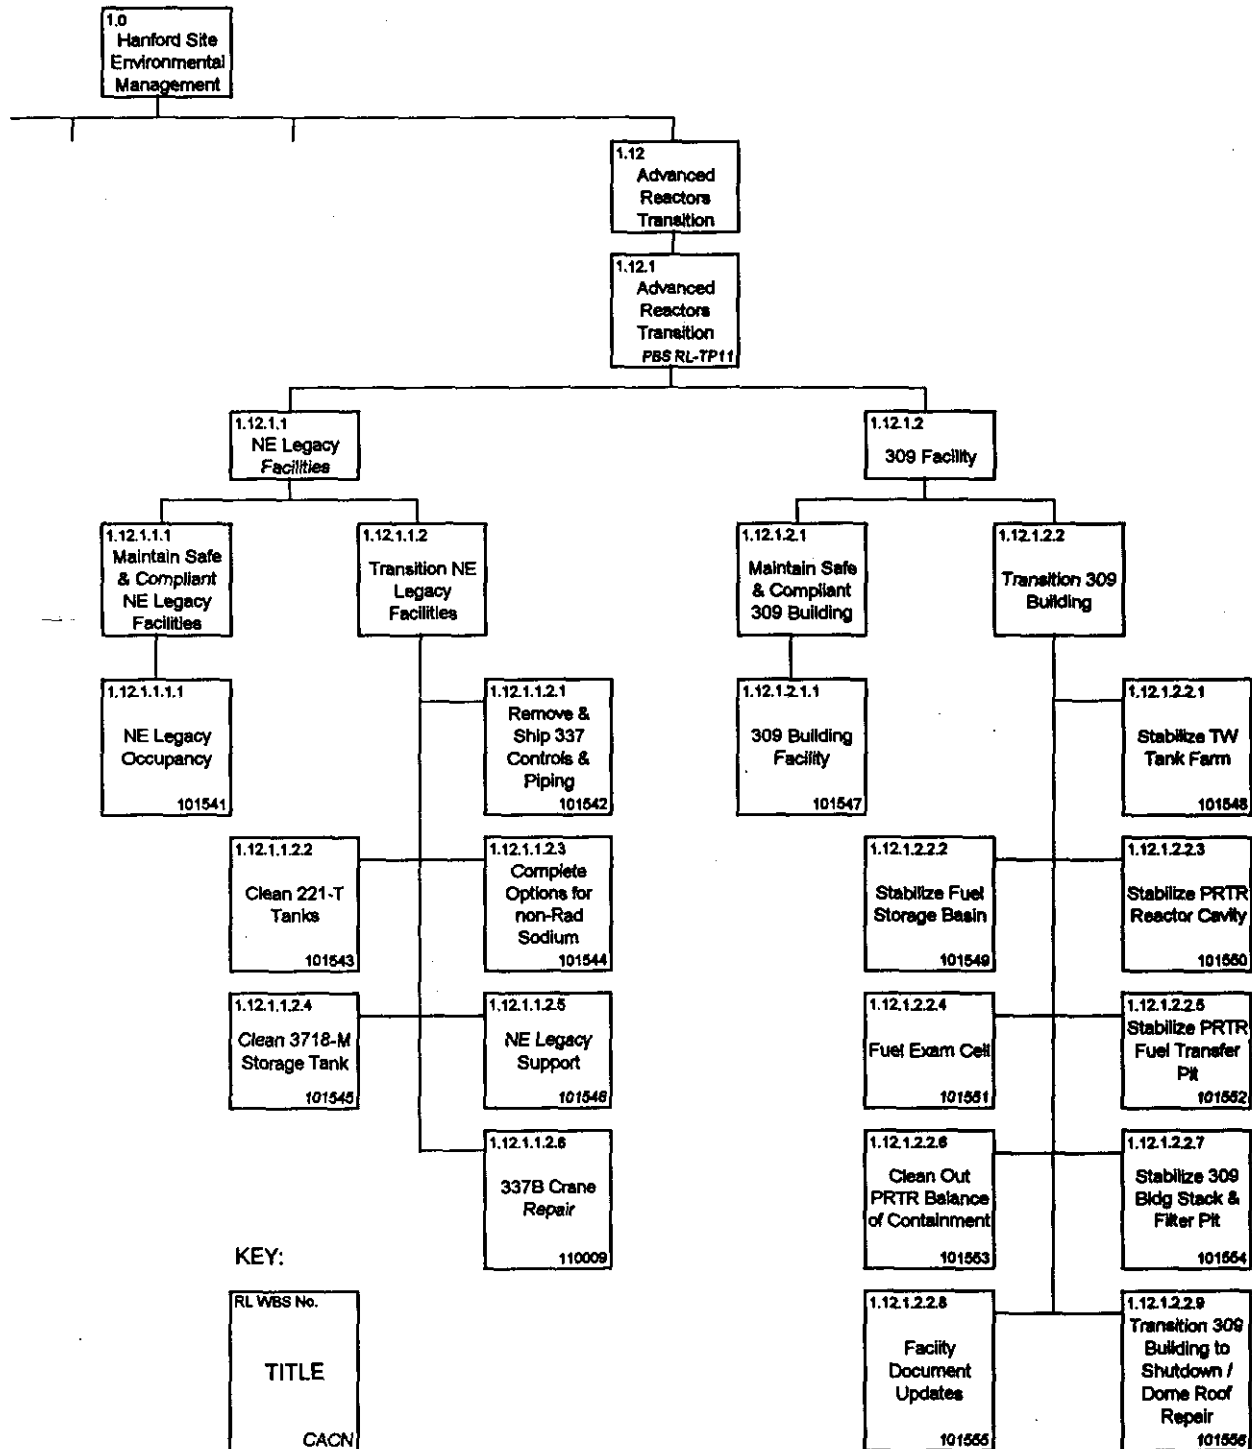 1.0
Hanford Site
Environmental
Management
1.12
Advanced
Reactors
Transition
1.12.1
Advanced
Reactors
Transition
PBS RL-TP11
1.12.1.1
NE Legacy
Facilities
1.12.1.2
309 Facility
1.12.1.1.1
Maintain Safe
& Compliant
NE Legacy
Facilities
1.12.1.1.2
Transition NE
Legacy
Facilities
1.12.1.2.1
Maintain Safe
& Compliant
309 Building
1.12.1.2.2
Transition 309
Building
1.12.1.1.1.1
NE Legacy
Occupancy
101541
1.12.1.1.2.1
Remove &
Ship 337
Controls &
Piping
101542
1.12.1.2.1.1
309 Building
Facility
101547
1.12.1.2.2.1
Stabilize TW
Tank Farm
101548
1.12.1.1.2.2
Clean 221-T
Tanks
101543
1.12.1.1.2.3
Complete
Options for
non-Rad
Sodium
101544
1.12.1.2.2.2
Stabilize Fuel
Storage Basin
101549
1.12.1.2.2.3
Stabilize PRTR
Reactor Cavity
101550
1.12.1.1.2.4
Clean 3718-M
Storage Tank
101545
1.12.1.1.2.5
NE Legacy
Support
101546
1.12.1.2.2.4
Fuel Exam Cell
101551
1.12.1.2.2.5
Stabilize PRTR
Fuel Transfer
Pit
101552
1.12.1.1.2.6
337B Crane
Repair
110009
1.12.1.2.2.6
Clean Out
PRTR Balance
of Containment
101553
1.12.1.2.2.7
Stabilize 309
Bldg Stack &
Filter Pit
101554
KEY:
RL WBS No.
TITLE
CACN
1.12.1.2.2.8
Faciity
Document
Updates
101555
1.12.1.2.2.9
Transition 309
Building to
Shutdown /
Dome Roof
Repair
101556